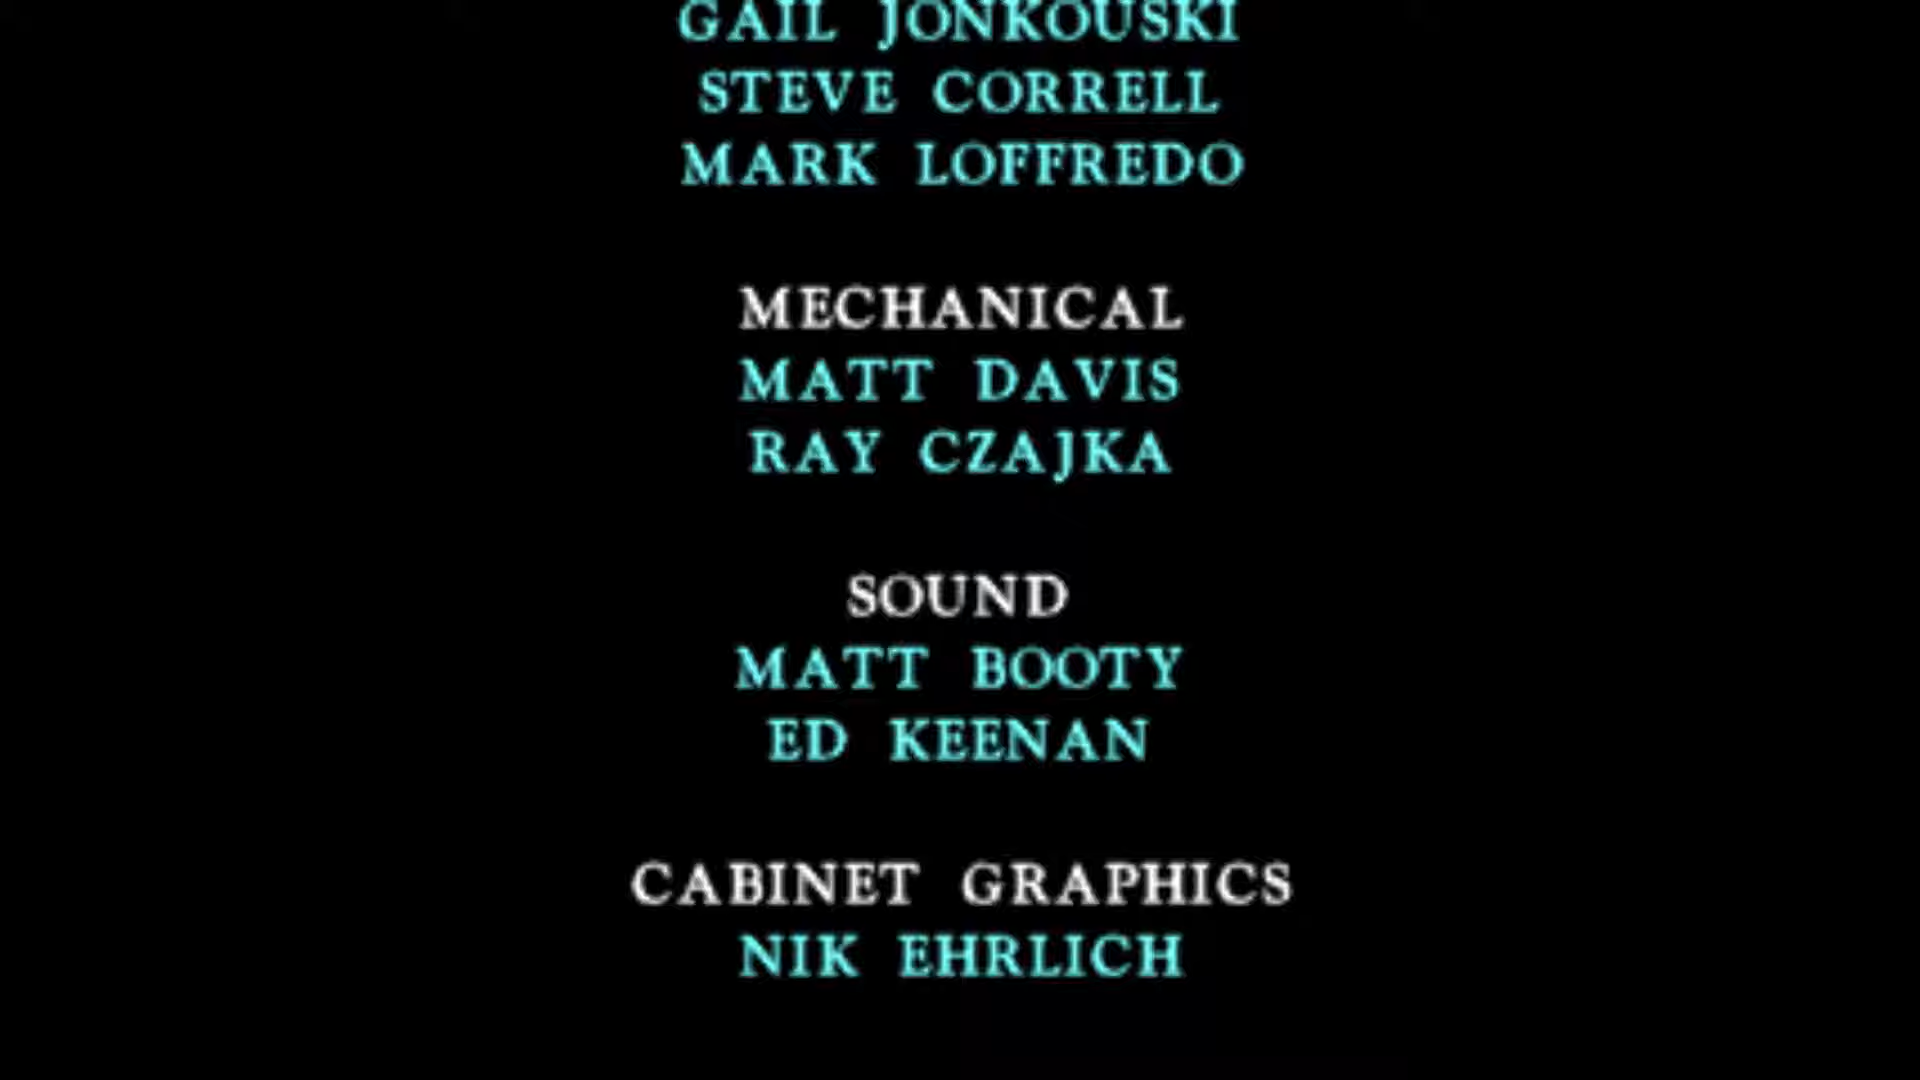 GAIL JONKOUSKI
STEVE CORRELL
MARK LOFFREDO
MECHANICAL
MATT DAVIS
RAY CZAJKA
SOUND
MATT BOOTY
ED KEENAN
CABINET GRAPHICS
NIK EHRLICH